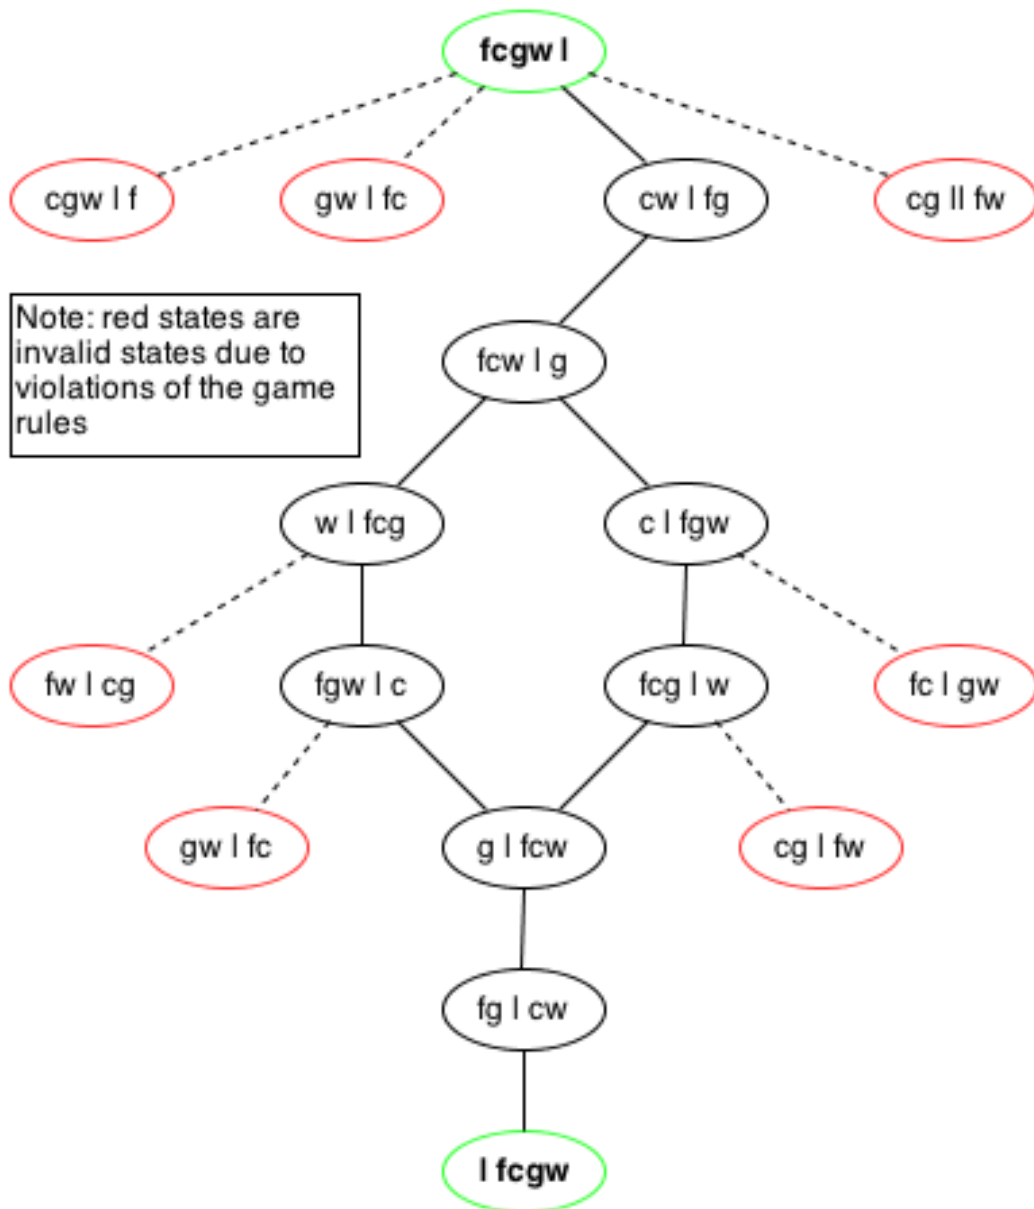 fcgw l
cgw l f
gw l fc
cw l fg
cg ll fw
Note: red states are
invalid states due to
violations of the game
rules
fcw l g
w l fcg
c l fgw
fw l cg
fgw l c
fcg l w
fc l gw
gw l fc
g l fcw
cg l fw
fg l cw
l fcgw